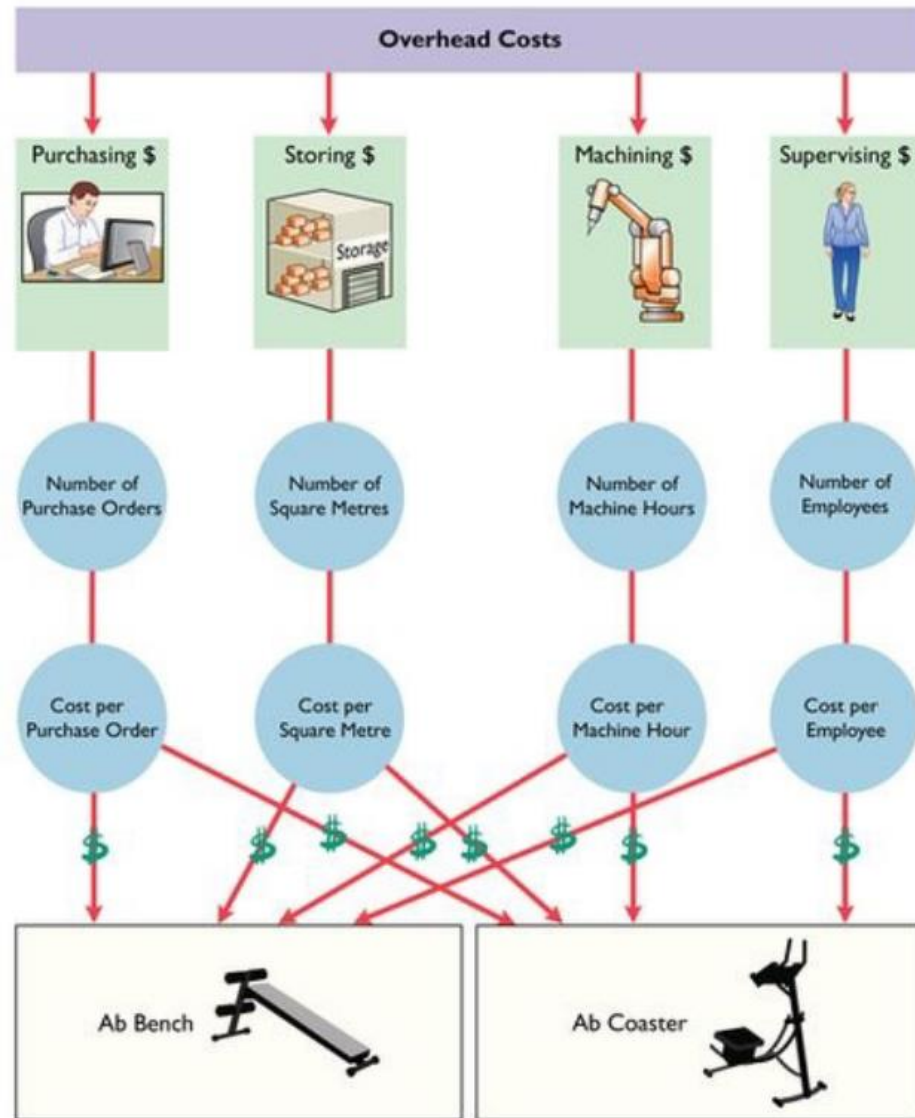 Overhead Costs
Purchasing $
Storing $
Machining $
Supervising $
Storage
Number of
Purchase Orders
Number of
Square Metres
Number of
Machine Hours
Number of
Employees
Cost per
Purchase Order
Cost per
Square Metre
Cost per
Machine Hour
Cost per
Employee
$ $ $ $ $ $ $ $
Ab Bench
Ab Coaster